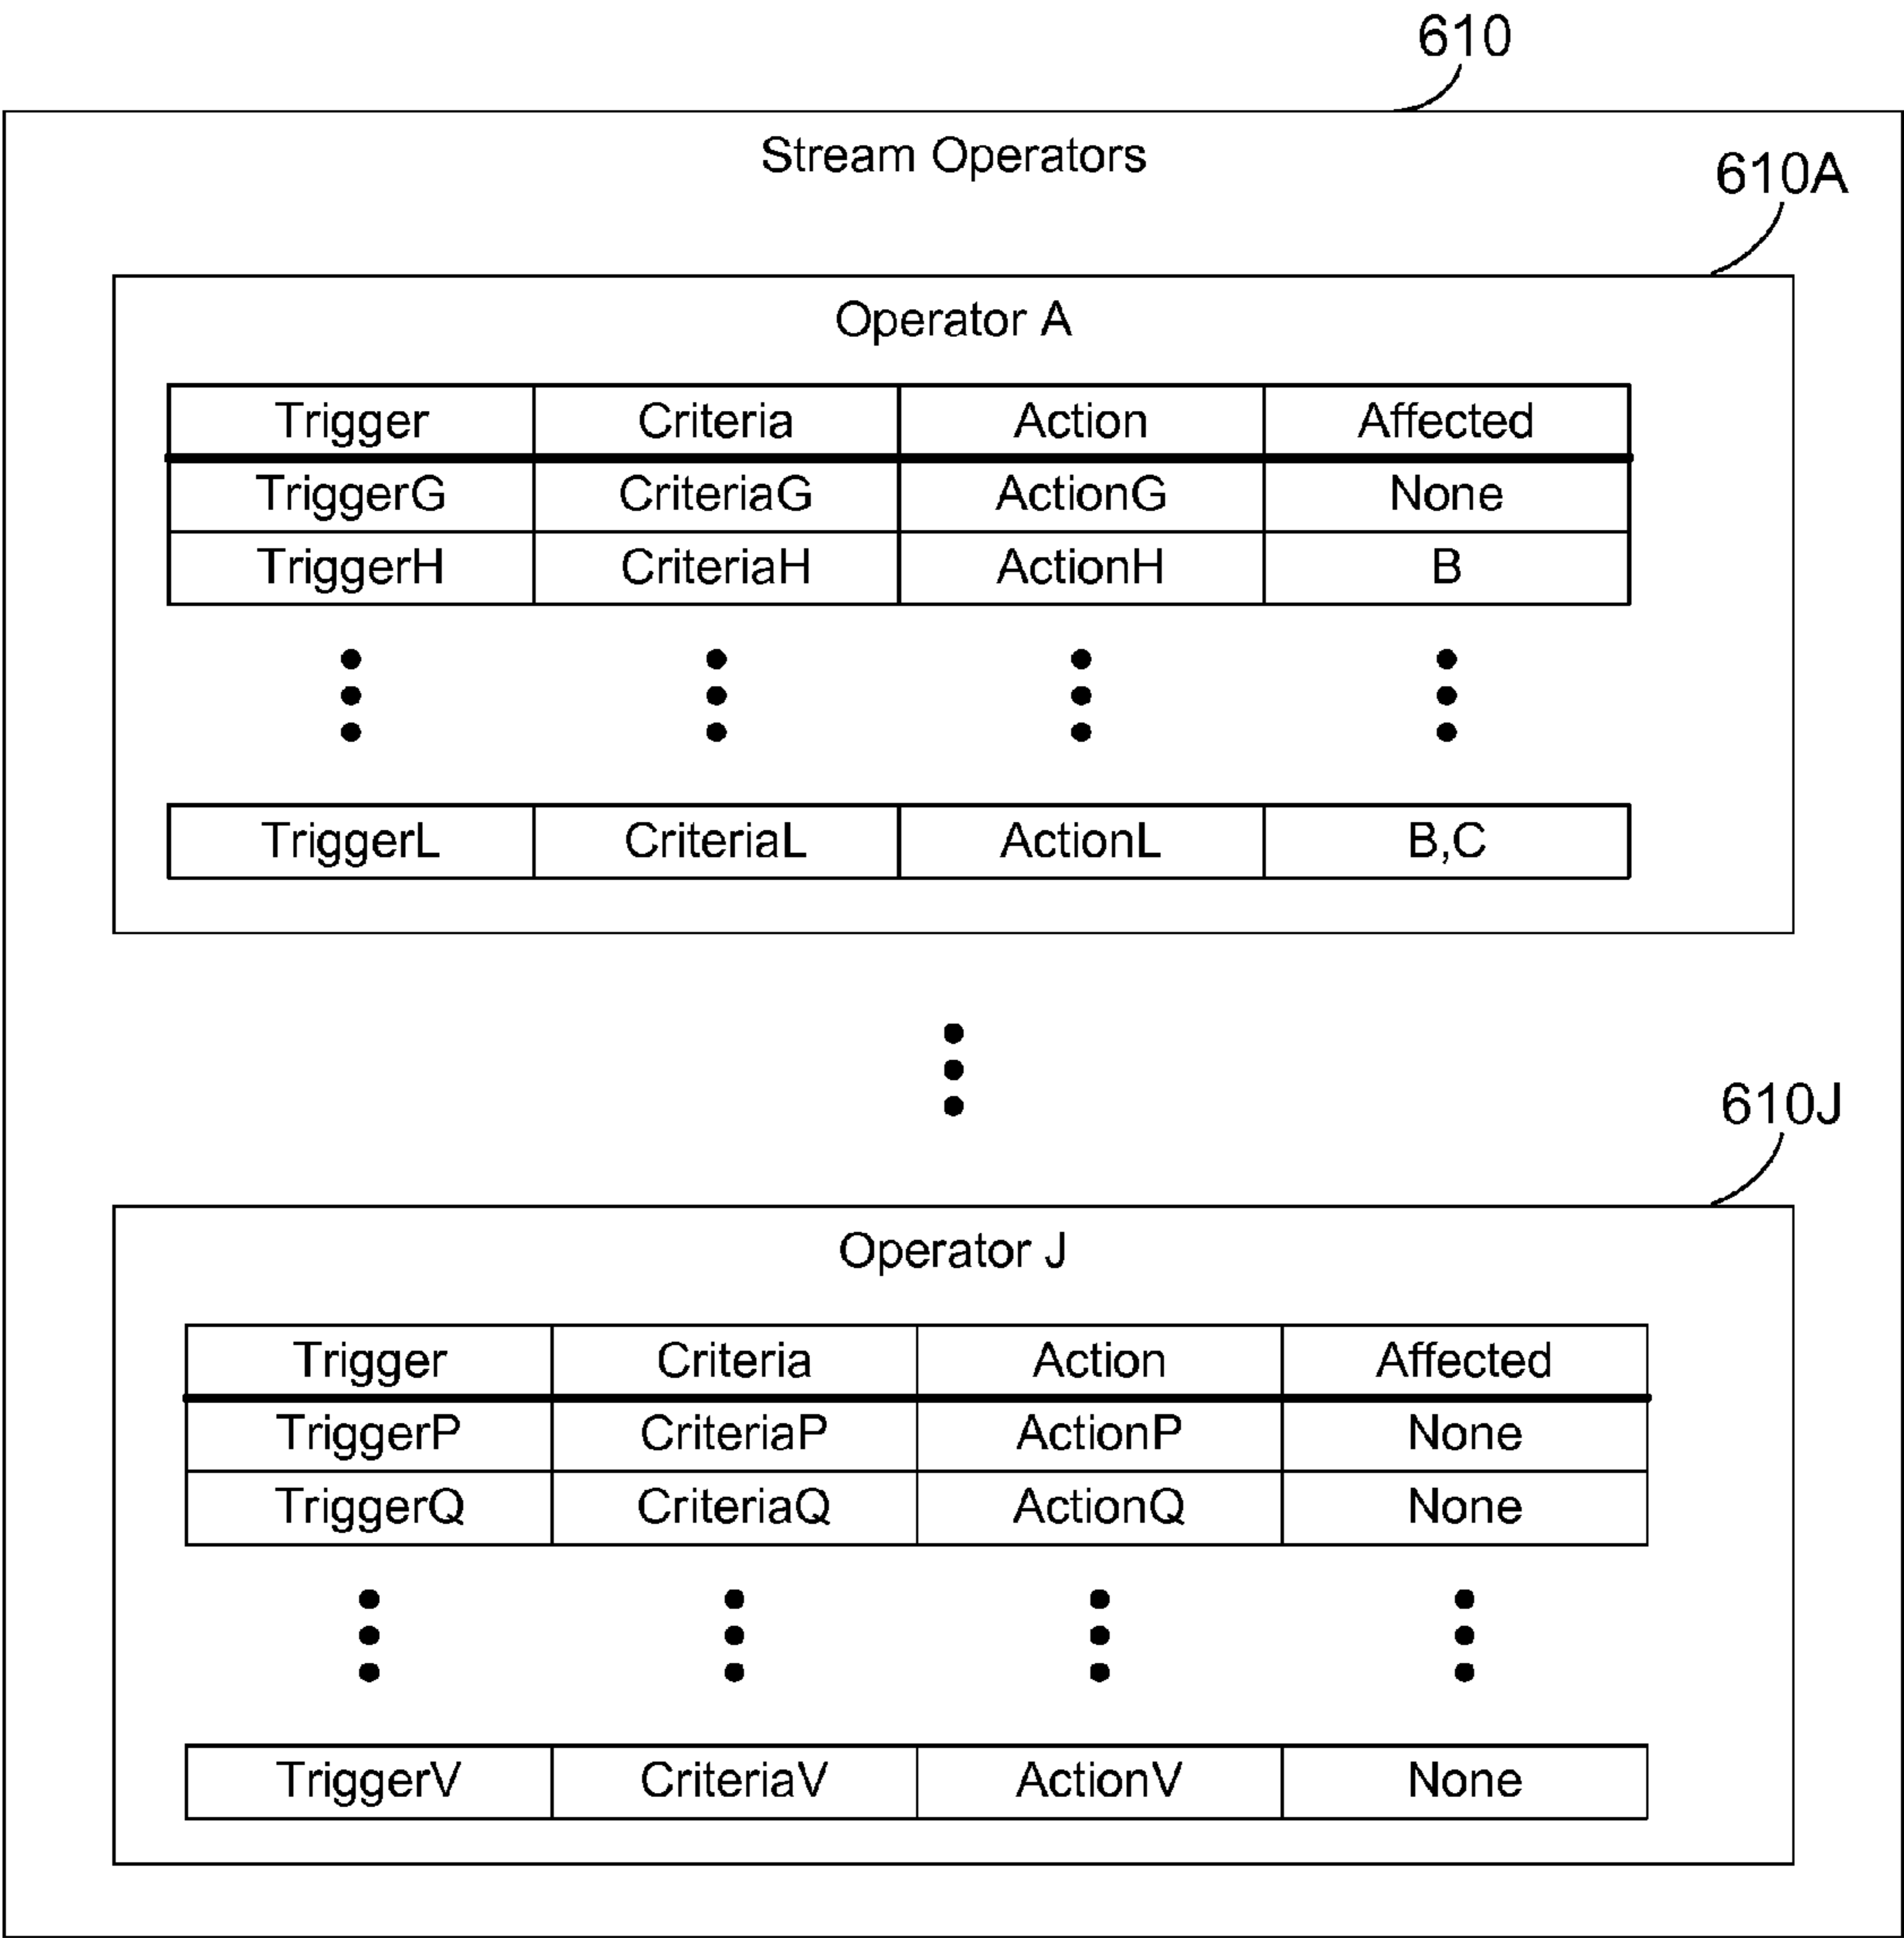 610
Stream Operators
610A
Operator A
Trigger Criteria Action Affected
TriggerG CriteriaG ActionG None
TriggerH CriteriaH ActionH B
TriggerL CriteriaL ActionL B,C
610J
Operator J
Trigger Criteria Action Affected
TriggerP CriteriaP ActionP None
TriggerQ CriteriaQ ActionQ None
TriggerV CriteriaV ActionV None